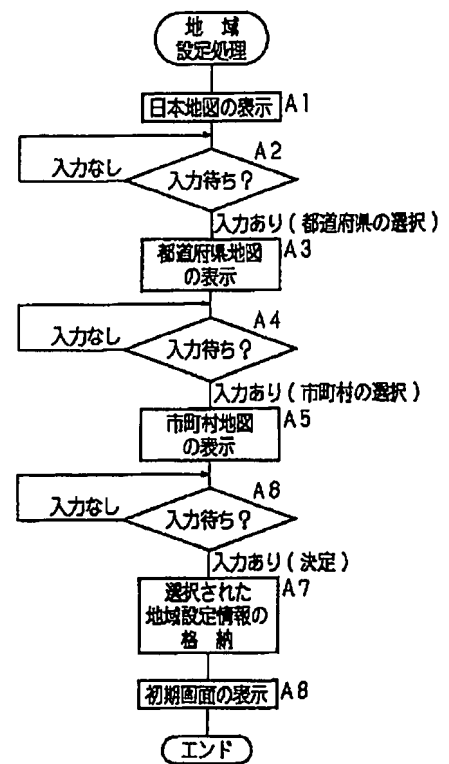 地 域
設定処理
日本地図の表示 A1
A2
入力なし
入力待ち?
入力あり(都道府県の選択)
都道府県地図 A3
の表示
A4
入力なし
入力待ち?
入力あり(市町村の選択)
市町村地図 A5
の表示
A8
入力なし
入力待ち?
入力あり(決定)
選択された A7
地域設定情報の
格 納
初期画面の表示 A8
エンド